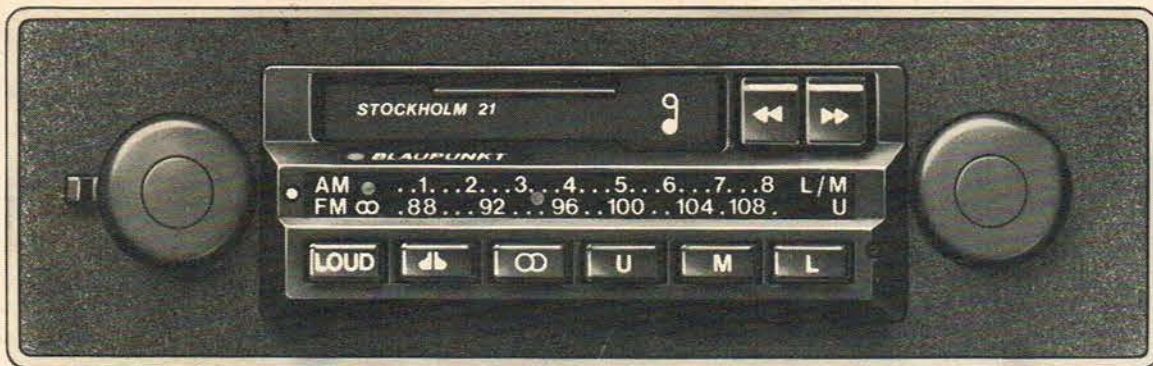 STOCKHOLM 21
BLAUPUNKT
AM ..1...2...3...4...5...6...7...8 L/M
FM .88...92...96..100..104.108. U
LOUD U M L